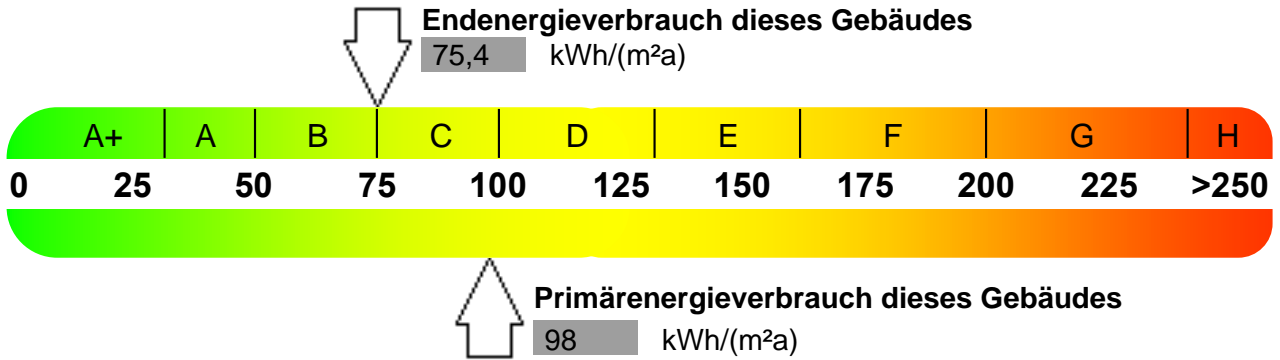 Endenergieverbrauch dieses Gebäudes
75,4 kWh/(m²a)
A+ A B C D E F G H
0 25 50 75 100 125 150 175 200 225 >250
Primärenergieverbrauch dieses Gebäudes
98 kWh/(m²a)